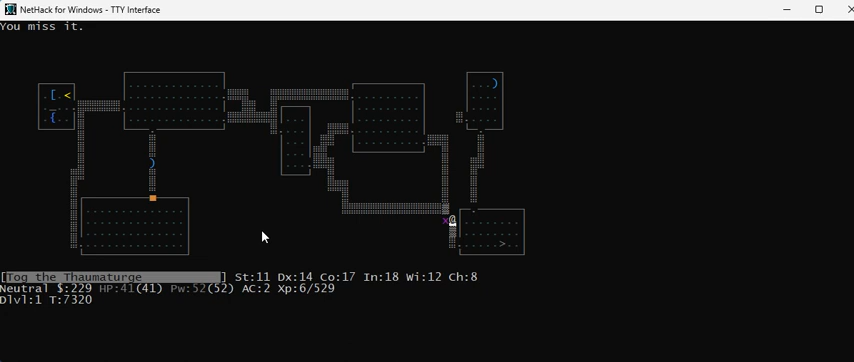 NetHack for Windows - TTY Interface
You miss it.
[Tog the Thaumaturge ] St:11 Dx:14 Co:17 In:18 Wi:12 Ch:8
Neutral $:229 HP:41(41) Pw:52(52) AC:2 Xp:6/529
Dlvl:1 T:7320